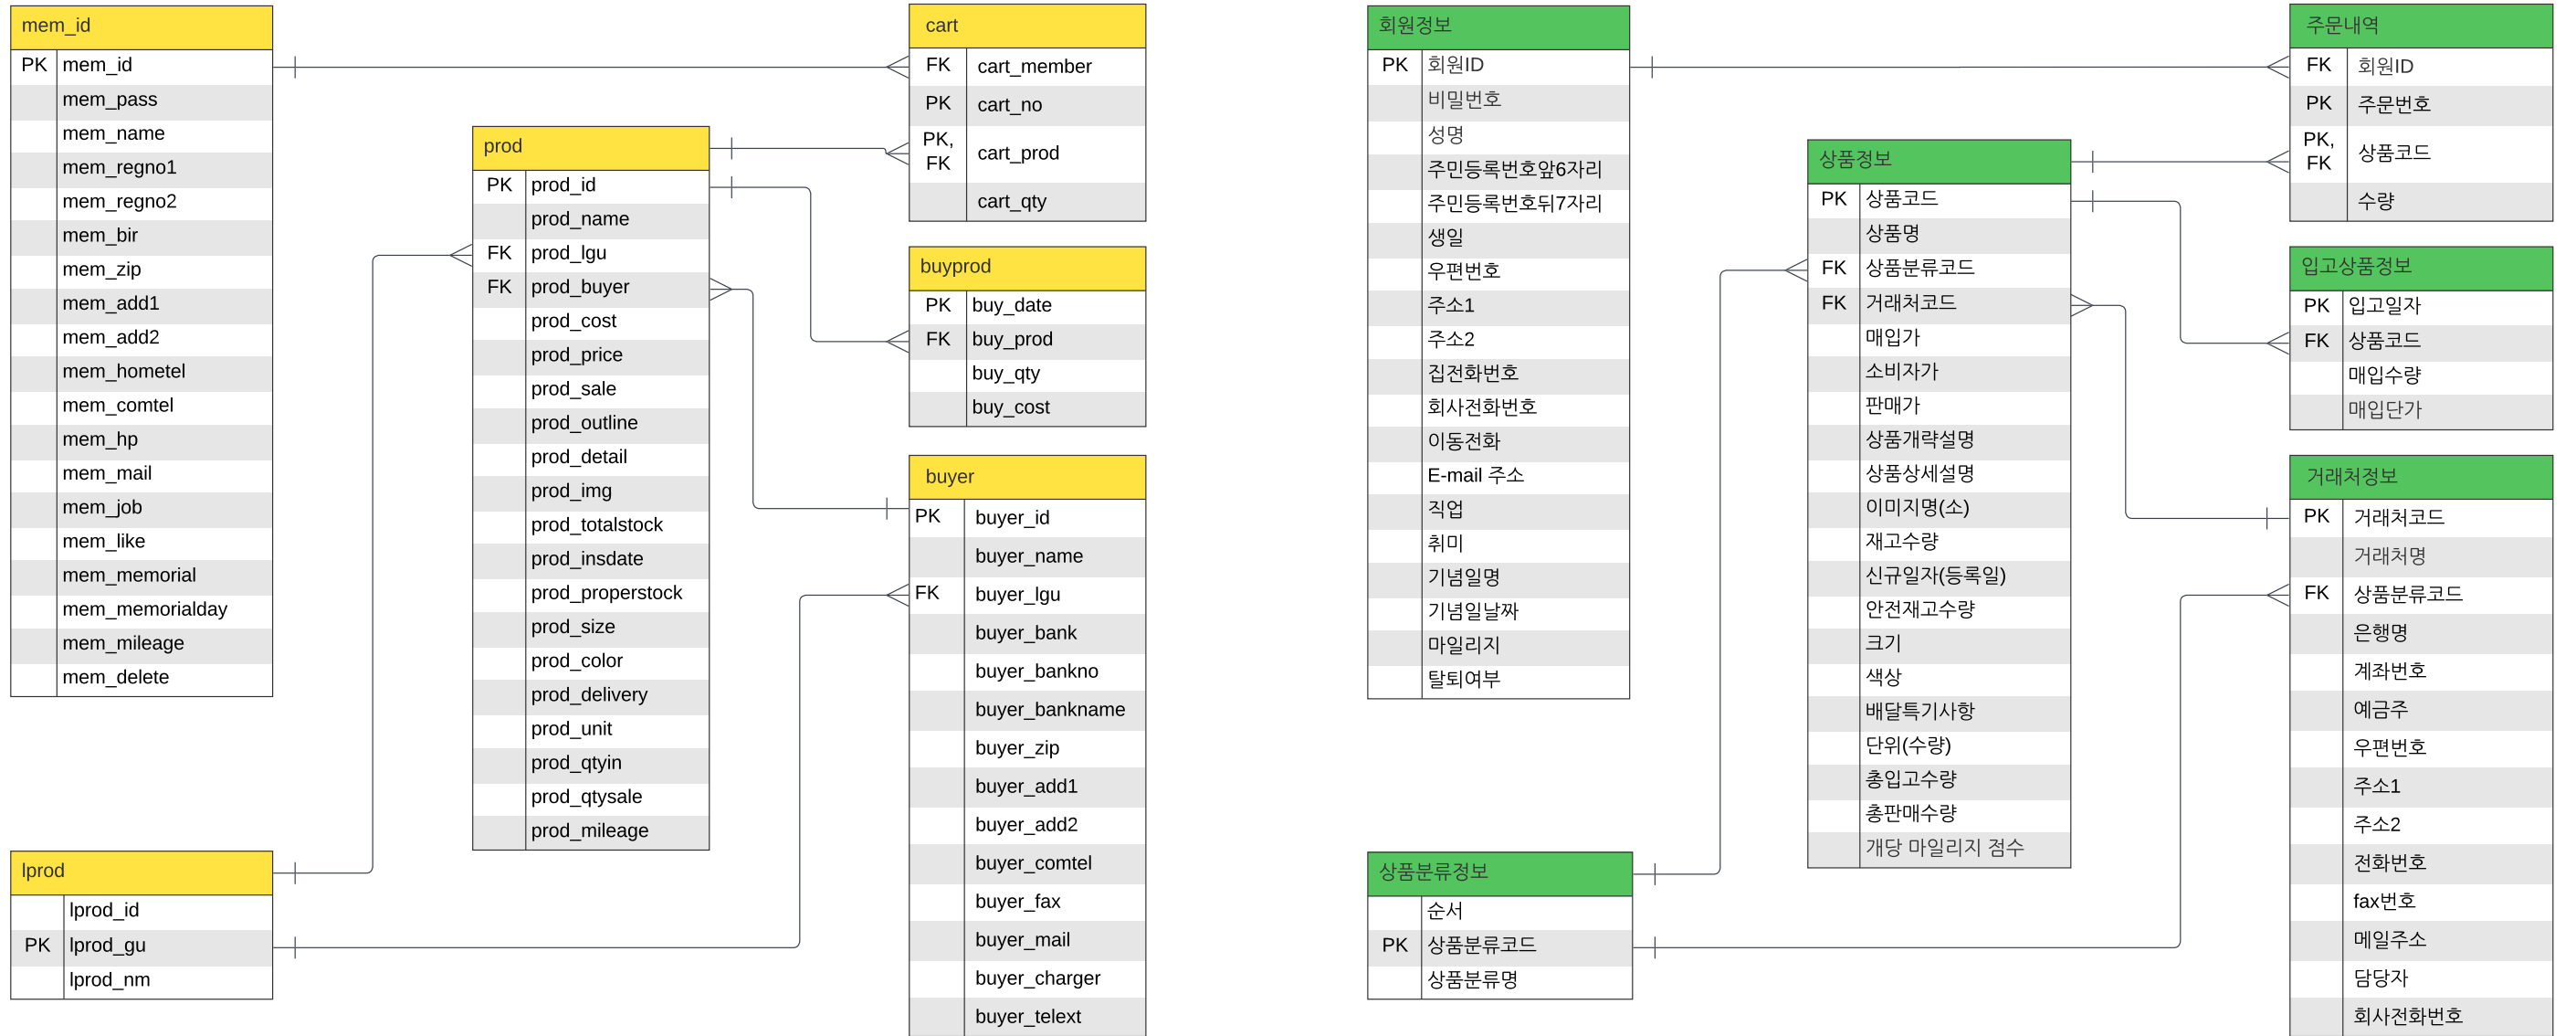 mem_id
PK mem_id
mem_pass
mem_name
mem_regno1
mem_regno2
mem_bir
mem_zip
mem_add1
mem_add2
mem_hometel
mem_comtel
mem_hp
mem_mail
mem_job
mem_like
mem_memorial
mem_memorialday
mem_mileage
mem_delete
lprod
lprod_id
PK lprod_gu
lprod_nm
prod
PK prod_id
prod_name
FK prod_lgu
FK prod_buyer
prod_cost
prod_price
prod_sale
prod_outline
prod_detail
prod_img
prod_totalstock
prod_insdate
prod_properstock
prod_size
prod_color
prod_delivery
prod_unit
prod_qtyin
prod_qtysale
prod_mileage
cart
FK cart_member
PK cart_no
PK, FK cart_prod
cart_qty
buyprod
PK buy_date
FK buy_prod
buy_qty
buy_cost
buyer
PK buyer_id
buyer_name
FK buyer_lgu
buyer_bank
buyer_bankno
buyer_bankname
buyer_zip
buyer_add1
buyer_add2
buyer_comtel
buyer_fax
buyer_mail
buyer_charger
buyer_telext
회원정보
PK 회원ID
비밀번호
성명
주민등록번호앞6자리
주민등록번호뒤7자리
생일
우편번호
주소1
주소2
집전화번호
회사전화번호
이동전화
E-mail 주소
직업
취미
기념일명
기념일날짜
마일리지
탈퇴여부
상품분류정보
순서
PK 상품분류코드
상품분류명
상품정보
PK 상품코드
상품명
FK 상품분류코드
FK 거래처코드
매입가
소비자가
판매가
상품개략설명
상품상세설명
이미지명(소)
재고수량
신규일자(등록일)
안전재고수량
크기
색상
배달특기사항
단위(수량)
총입고수량
총판매수량
개당 마일리지 점수
주문내역
FK 회원ID
PK 주문번호
PK, FK 상품코드
수량
입고상품정보
PK 입고일자
FK 상품코드
매입수량
매입단가
거래처정보
PK 거래처코드
거래처명
FK 상품분류코드
은행명
계좌번호
예금주
우편번호
주소1
주소2
전화번호
fax번호
메일주소
담당자
회사전화번호